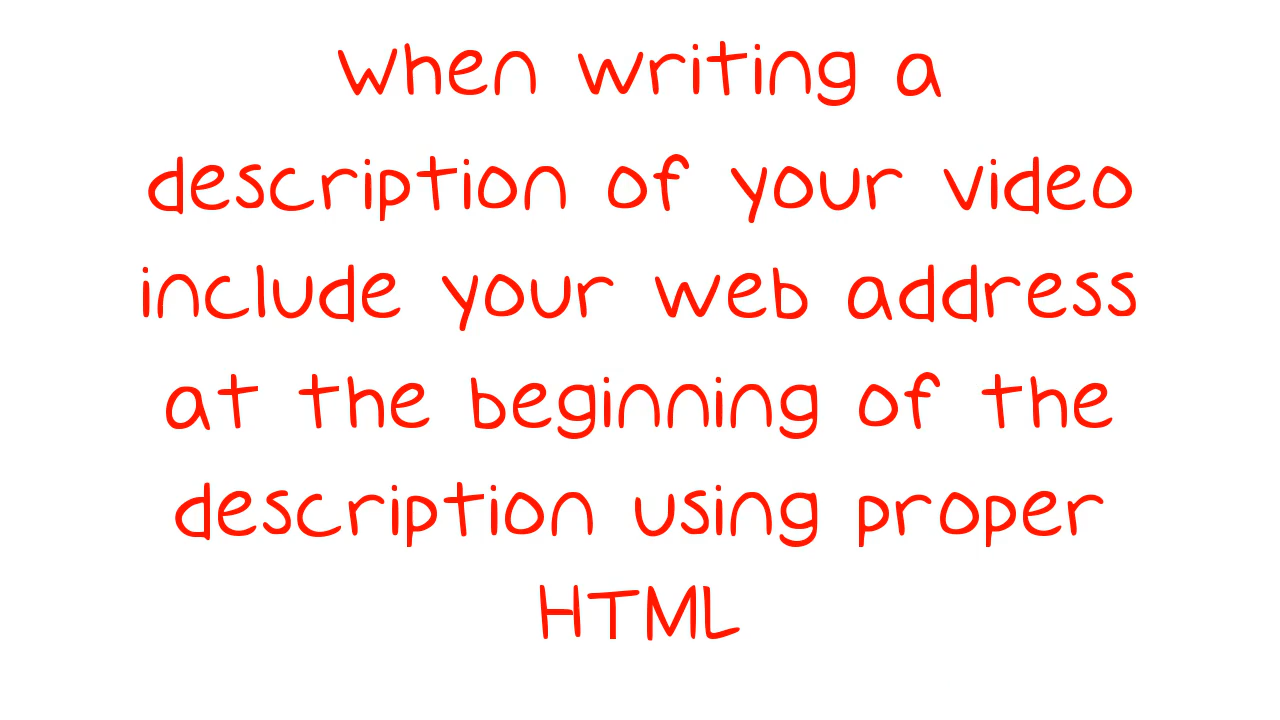 When writing a
description of your video
include your web address
at the beginning of the
description using proper
HTML